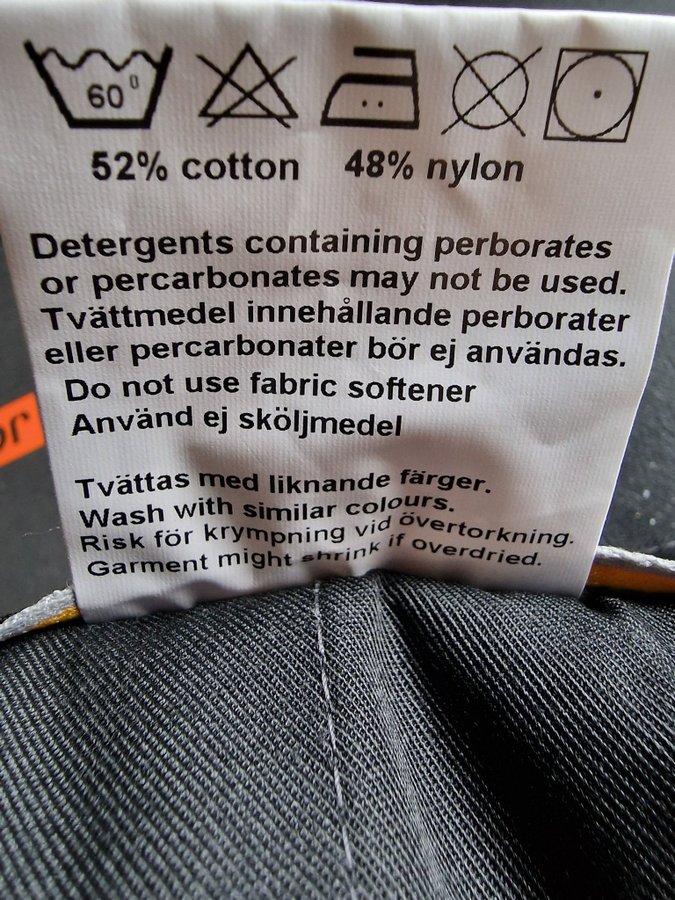 60°
52% cotton 48% nylon
Detergents containing perborates
or percarbonates may not be used.
Tvättmedel innehållande perborater
eller percarbonater bör ej användas.
Do not use fabric softener
Använd ej sköljmedel
Tvättas med liknande färger.
Wash with similar colours.
Risk för krympning vid övertorkning.
Garment might shrink if overdried.